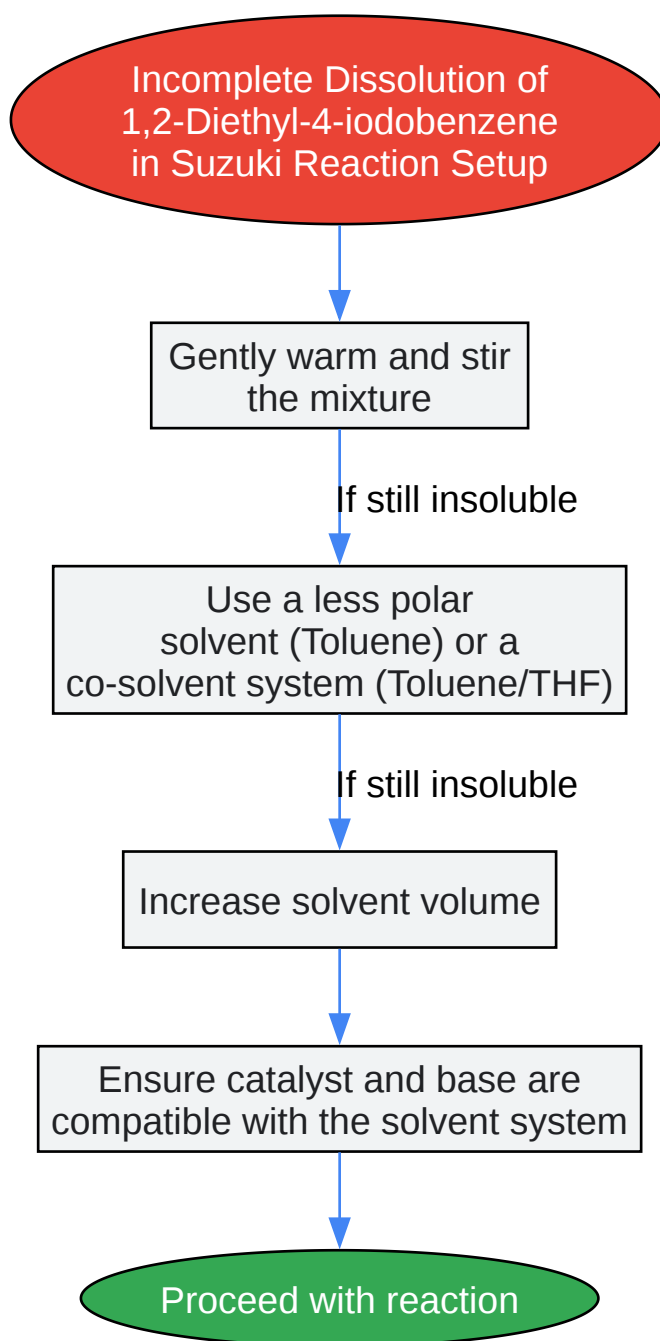 Incomplete Dissolution of
1,2-Diethyl-4-iodobenzene
in Suzuki Reaction Setup
Gently warm and stir
the mixture
If still insoluble
Use a less polar
solvent (Toluene) or a
co-solvent system (Toluene/THF)
If still insoluble
Increase solvent volume
Ensure catalyst and base are
compatible with the solvent system
Proceed with reaction